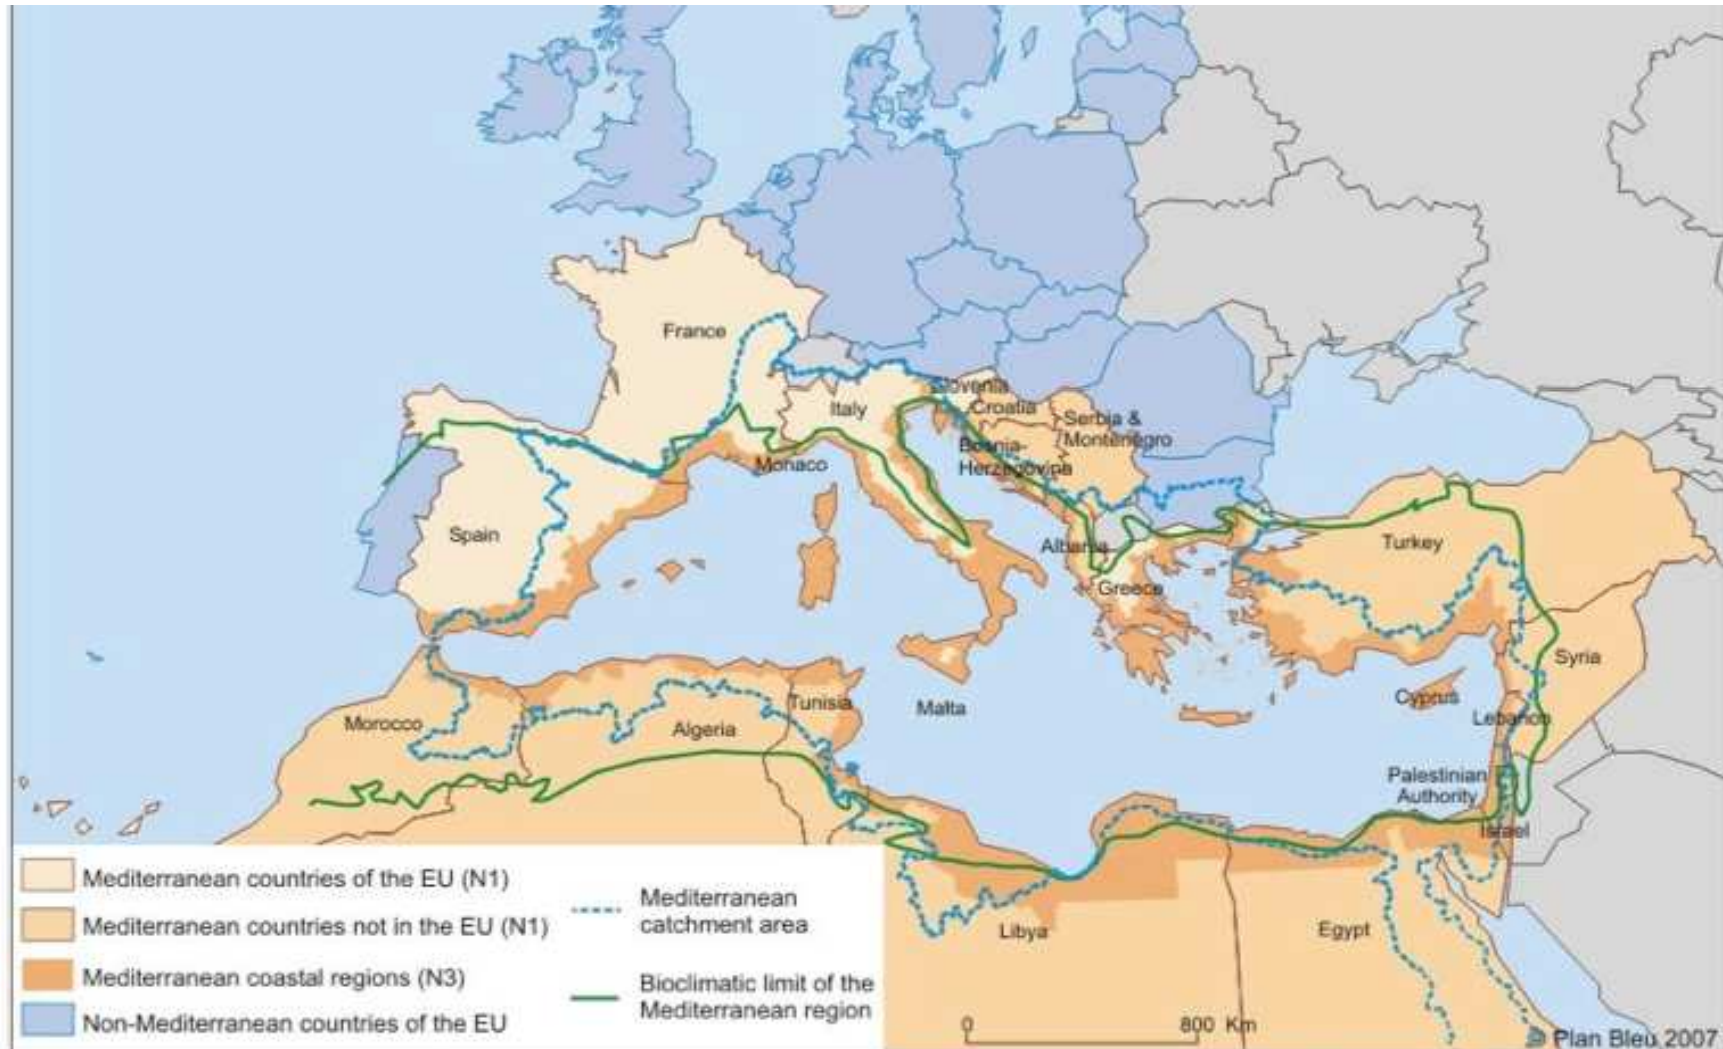 France
Slovenia
Italy
Croatia
Serbia &
Montenegro
Bosnia-
Herzegovina
Monaco
Spain
Albania
Turkey
Greece
Syria
Cyprus
Malta
Tunisia
Morocco
Algeria
Lebanon
Palestinian
Authority
Israel
Libya
Egypt
Mediterranean countries of the EU (N1)
Mediterranean countries not in the EU (N1)
Mediterranean coastal regions (N3)
Non-Mediterranean countries of the EU
Mediterranean
catchment area
Bioclimatic limit of the
Mediterranean region
0 800 Km
© Plan Bleu 2007